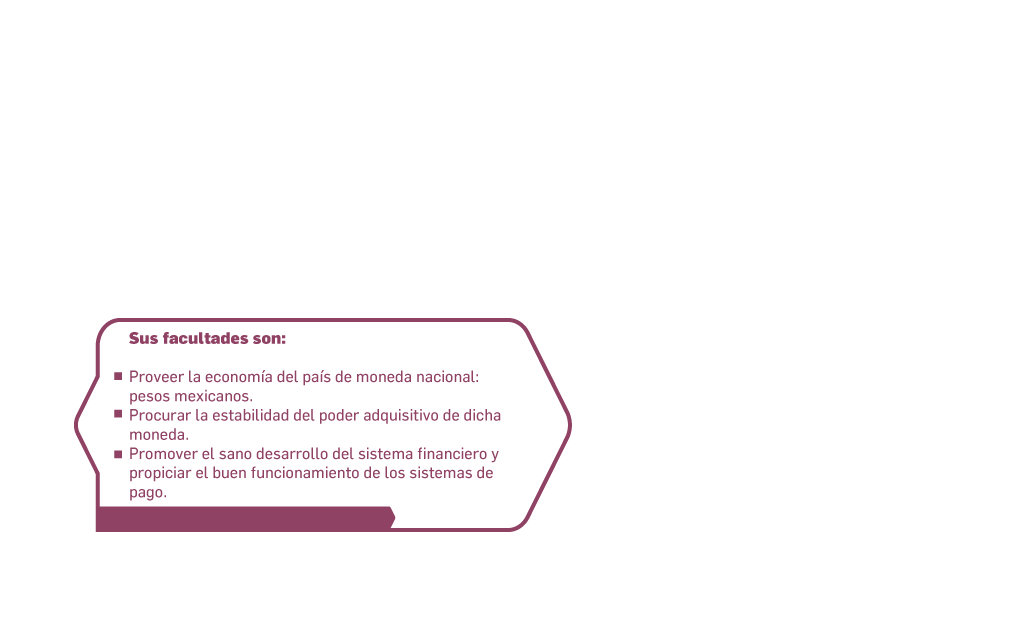 Sus facultades son:
Proveer la economía del país de moneda nacional:
pesos mexicanos.
Procurar la estabilidad del poder adquisitivo de dicha
moneda.
Promover el sano desarrollo del sistema financiero y
propiciar el buen funcionamiento de los sistemas de
pago.